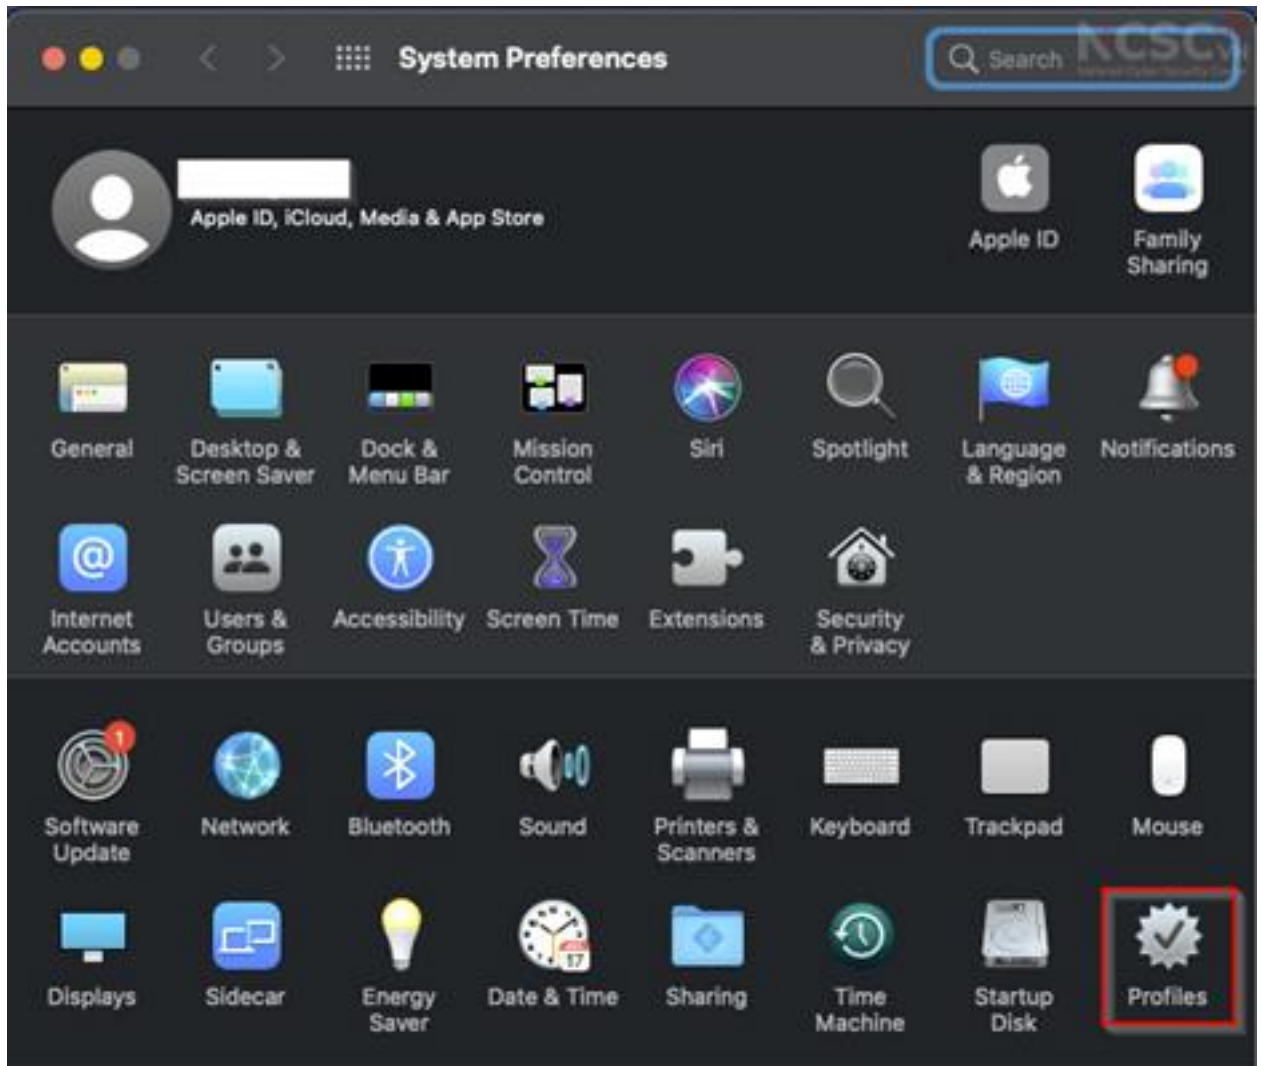 System Preferences
Search
NCSC
VN
Apple ID, iCloud, Media & App Store
Apple ID
Family
Sharing
General
Desktop &
Screen Saver
Dock &
Menu Bar
Mission
Control
Siri
Spotlight
Language
& Region
Notifications
Internet
Accounts
Users &
Groups
Accessibility
Screen Time
Extensions
Security
& Privacy
1
Software
Update
Network
Bluetooth
Sound
Printers &
Scanners
Keyboard
Trackpad
Mouse
Displays
Sidecar
Energy
Saver
17
Date & Time
Sharing
Time
Machine
Startup
Disk
Profiles